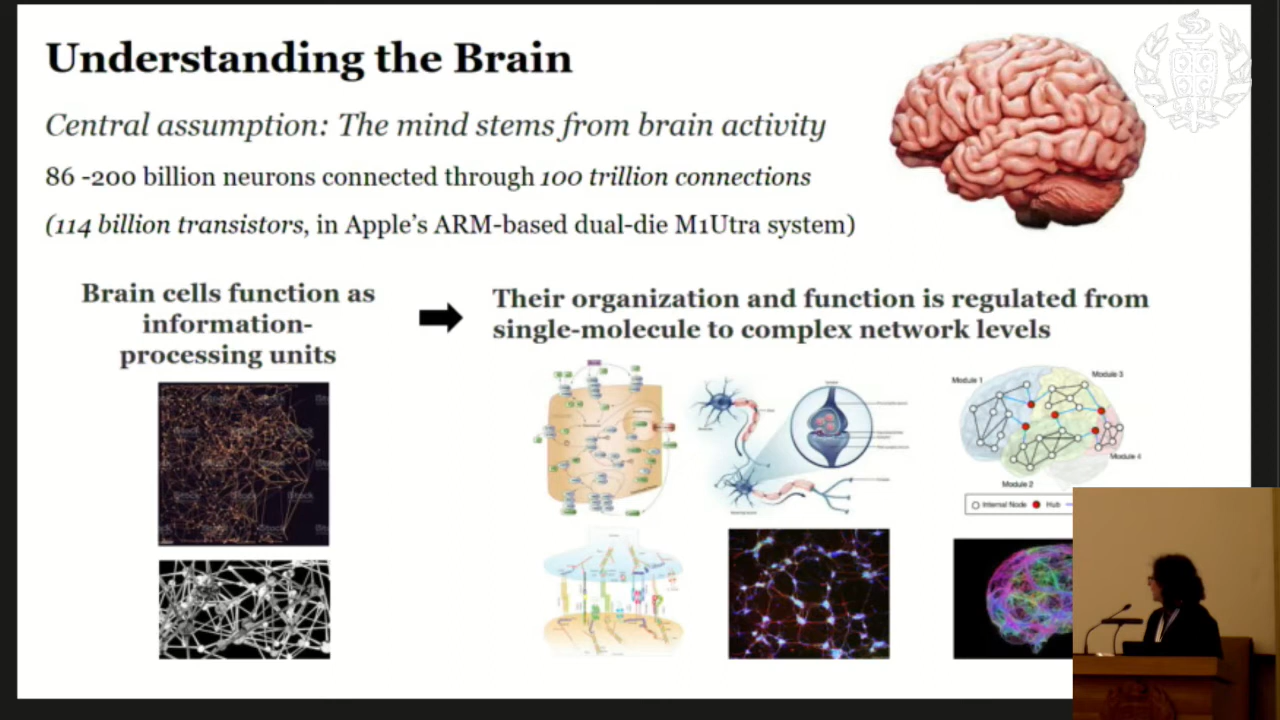 Understanding the Brain
Central assumption: The mind stems from brain activity
86 -200 billion neurons connected through 100 trillion connections
(114 billion transistors, in Apple's ARM-based dual-die M1Utra system)
Brain cells function as
information-
processing units
Their organization and function is regulated from
single-molecule to complex network levels
Module 1
Module 3
Module 4
Module 2
Internal Node
Hub
iStock